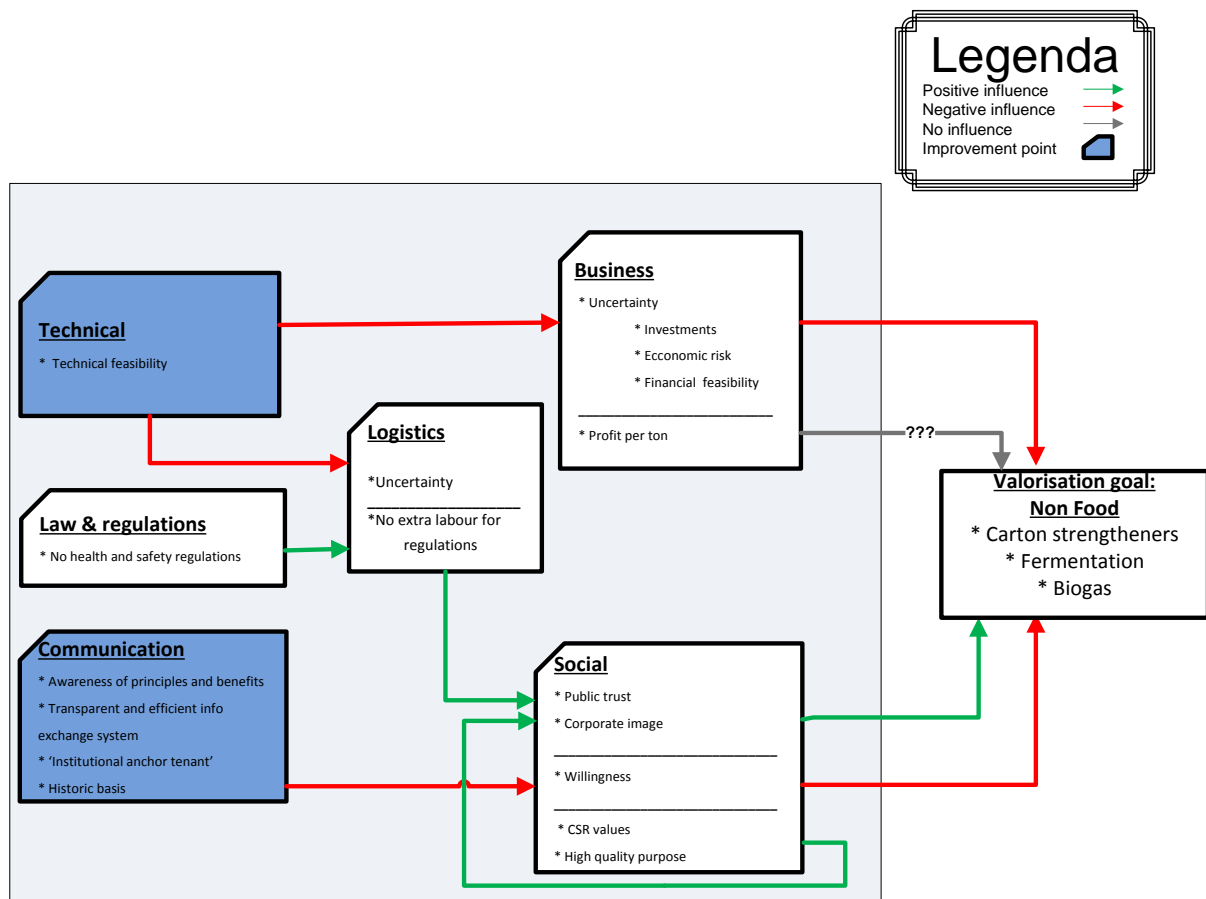 Legenda
Positive influence
Negative influence
No influence
Improvement point
Technical
* Technical feasibility
Business
* Uncertainty
* Investments
* Ecconomic risk
* Financial feasibility
* Profit per ton
Logistics
*Uncertainty
*No extra labour for
regulations
???
Law & regulations
* No health and safety regulations
Valorisation goal:
Non Food
* Carton strengtheners
* Fermentation
* Biogas
Communication
* Awareness of principles and benefits
* Transparent and efficient info
exchange system
* ‘Institutional anchor tenant’
* Historic basis
Social
* Public trust
* Corporate image
* Willingness
* CSR values
* High quality purpose